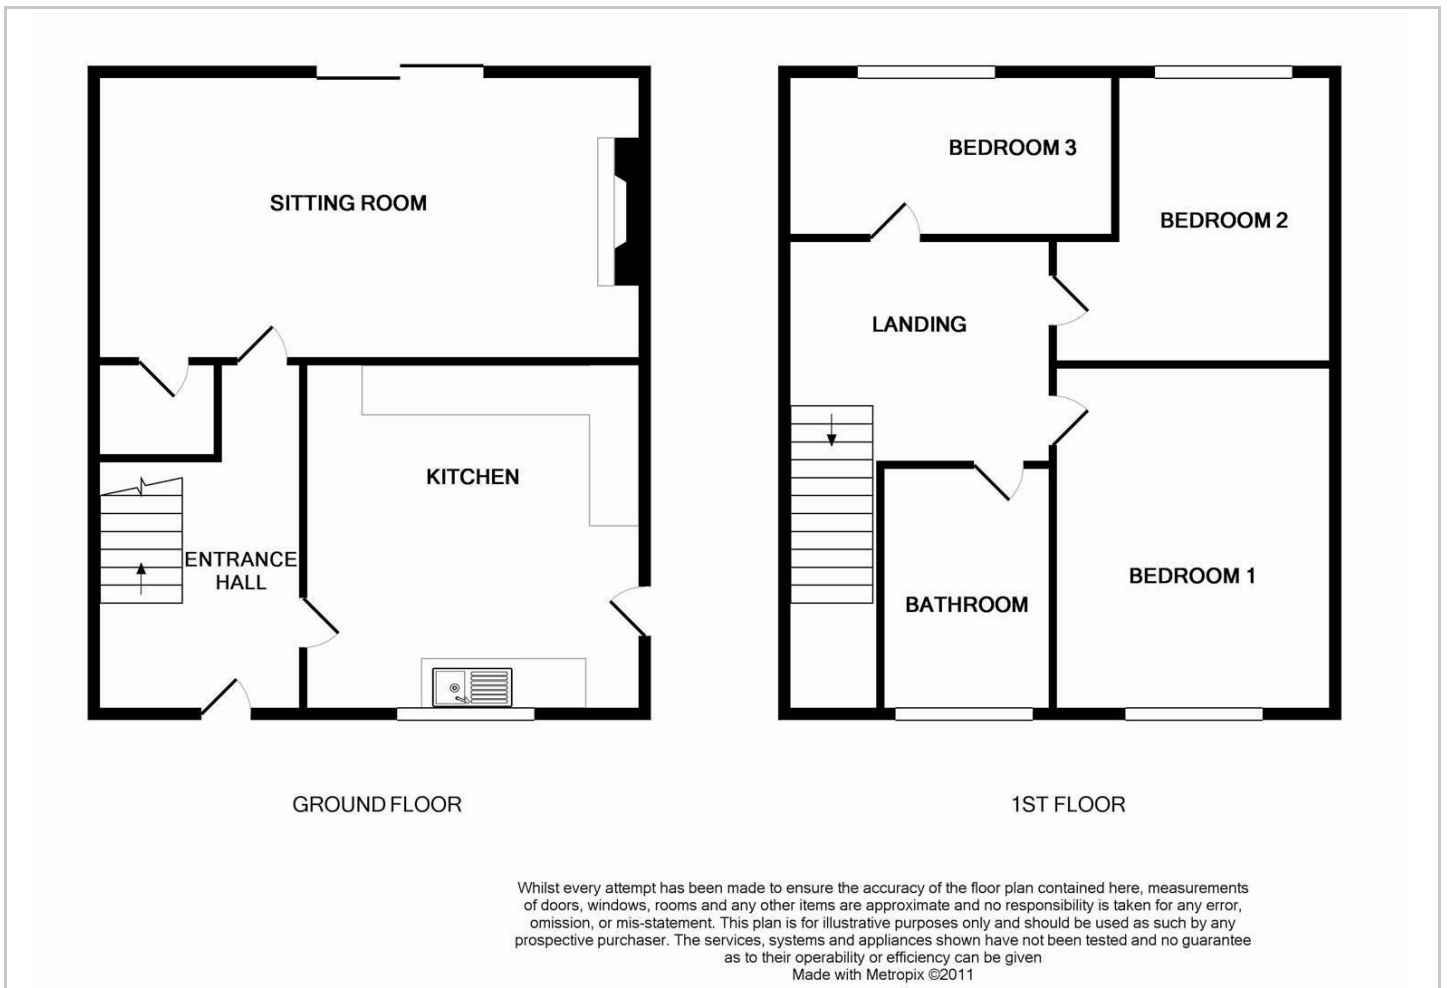 SITTING ROOM
KITCHEN
ENTRANCE
HALL
GROUND FLOOR
BEDROOM 3
BEDROOM 2
LANDING
BEDROOM 1
BATHROOM
1ST FLOOR
Whilst every attempt has been made to ensure the accuracy of the floor plan contained here, measurements
of doors, windows, rooms and any other items are approximate and no responsibility is taken for any error,
omission, or mis-statement. This plan is for illustrative purposes only and should be used as such by any
prospective purchaser. The services, systems and appliances shown have not been tested and no guarantee
as to their operability or efficiency can be given
Made with Metropix ©2011